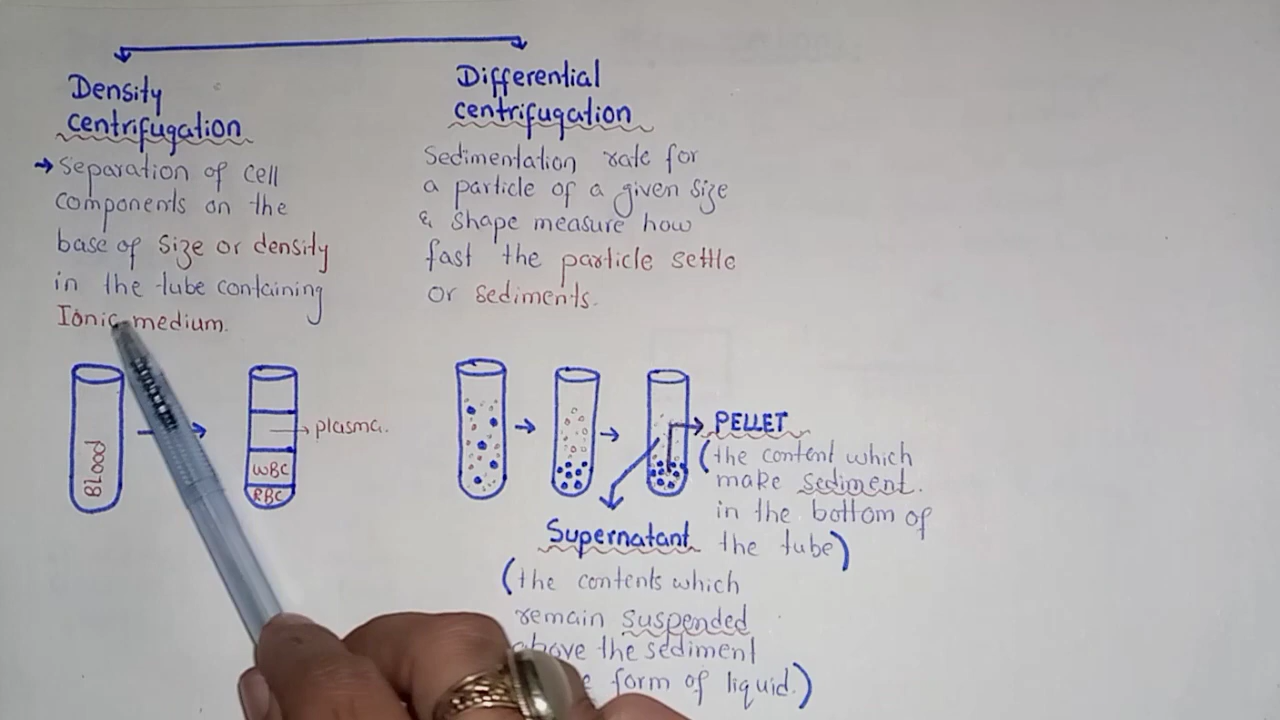 Density
centrifugation
→ separation of cell
components on the
base of size or density
in the tube containing
Ionic medium.
Blood
plasma.
WBC
RBC
Differential
centrifugation
Sedimentation rate for
a particle of a given size
& shape measure how
fast the particle settle
or sediments.
PELLET
(the content which
make sediment.
in the bottom of
the tube)
Supernatant
(the contents which
remain suspended
above the sediment
form of liquid.)